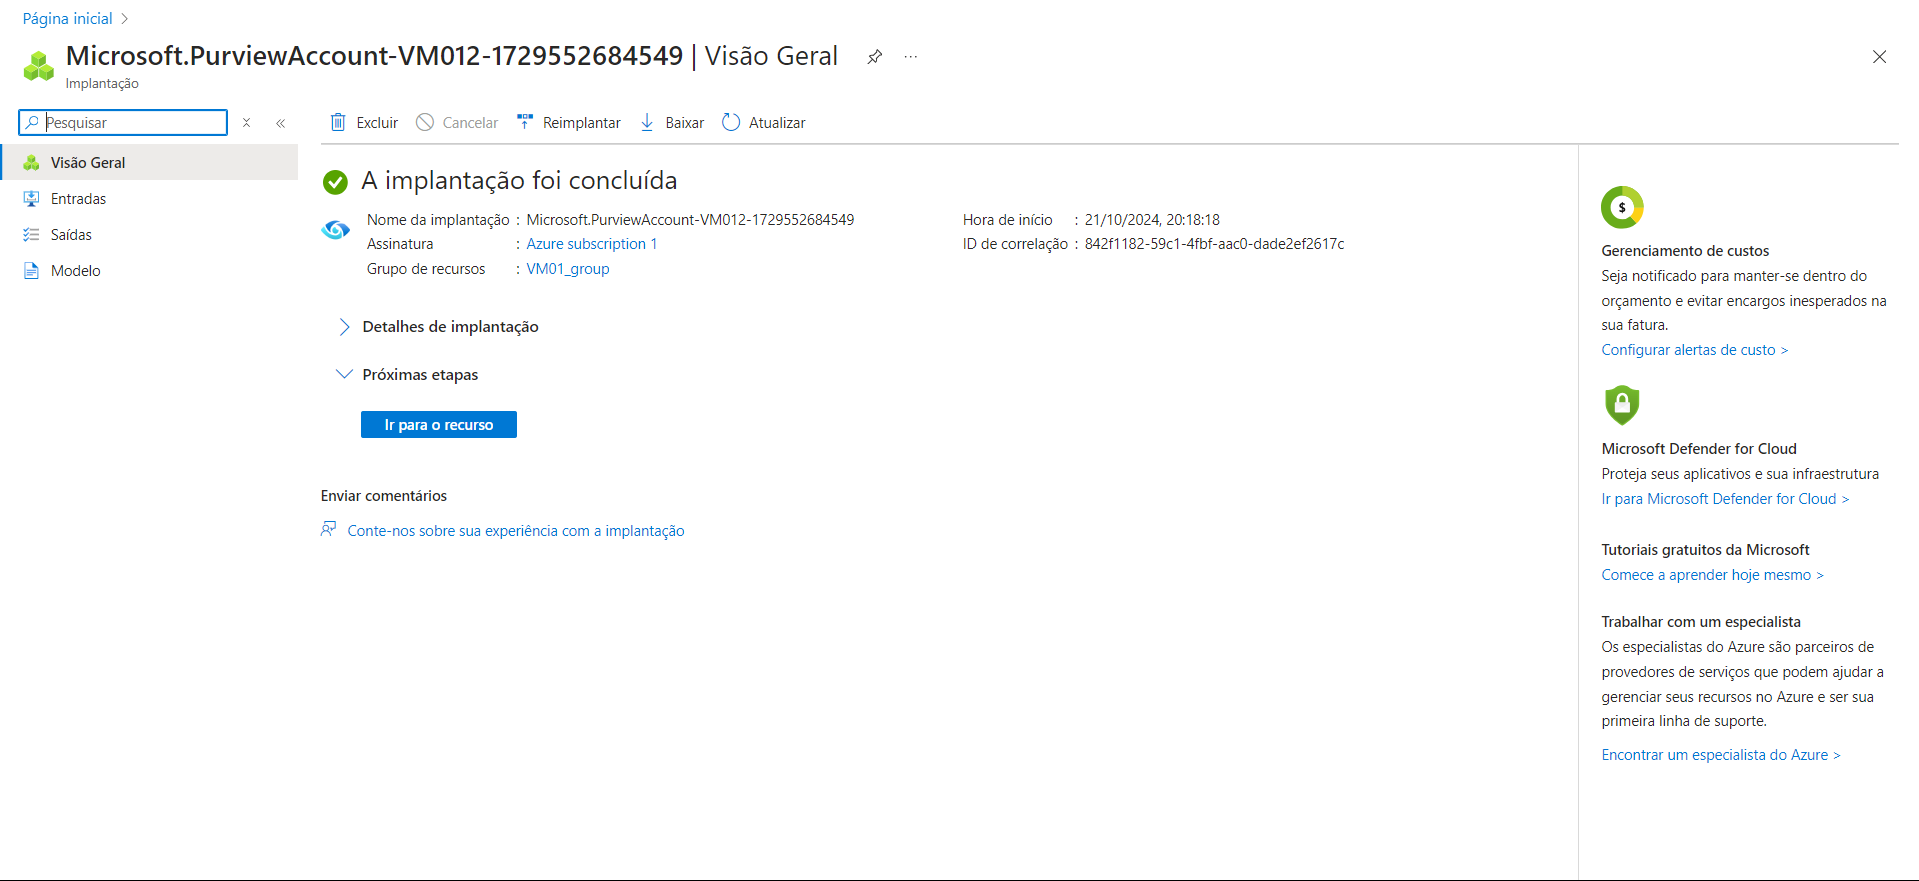 Página inicial
Microsoft.PurviewAccount-VM012-1729552684549 | Visão Geral
Implantação
Pesquisar
Visão Geral
Entradas
Saídas
Modelo
Excluir Cancelar Reimplantar Baixar Atualizar
A implantação foi concluída
Nome da implantação : Microsoft.PurviewAccount-VM012-1729552684549
Assinatura : Azure subscription 1
Grupo de recursos : VM01_group
Hora de início : 21/10/2024, 20:18:18
ID de correlação : 842f1182-59c1-4fbf-aac0-dade2ef2617c
Detalhes de implantação
Próximas etapas
Ir para o recurso
Enviar comentários
Conte-nos sobre sua experiência com a implantação
$
Gerenciamento de custos
Seja notificado para manter-se dentro do
orçamento e evitar encargos inesperados na
sua fatura.
Configurar alertas de custo >
Microsoft Defender for Cloud
Proteja seus aplicativos e sua infraestrutura
Ir para Microsoft Defender for Cloud >
Tutoriais gratuitos da Microsoft
Comece a aprender hoje mesmo >
Trabalhar com um especialista
Os especialistas do Azure são parceiros de
provedores de serviços que podem ajudar a
gerenciar seus recursos no Azure e ser sua
primeira linha de suporte.
Encontrar um especialista do Azure >